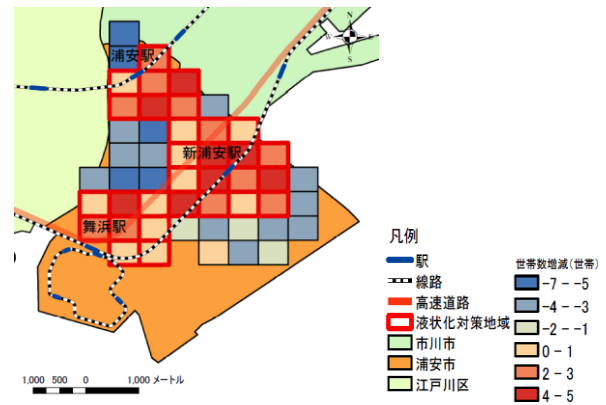 浦安駅
W E
N
S
新浦安駅
舞浜駅
凡例
駅
線路
高速道路
液状化対策地域
市川市
浦安市
江戸川区
世帯数増減(世帯)
-7 - -5
-4 - -3
-2 - -1
0 - 1
2 - 3
4 - 5
1,000 500 0 1,000 メートル